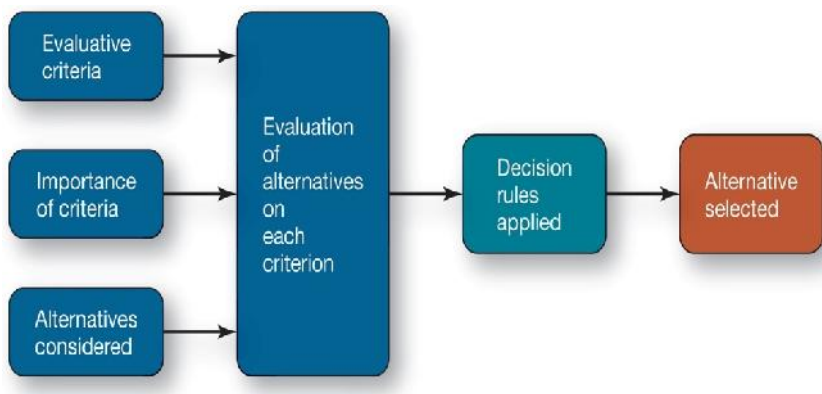 Evaluative
criteria
Importance
of criteria
Alternatives
considered
Evaluation
of
alternatives
on
each
criterion
Decision
rules
applied
Alternative
selected